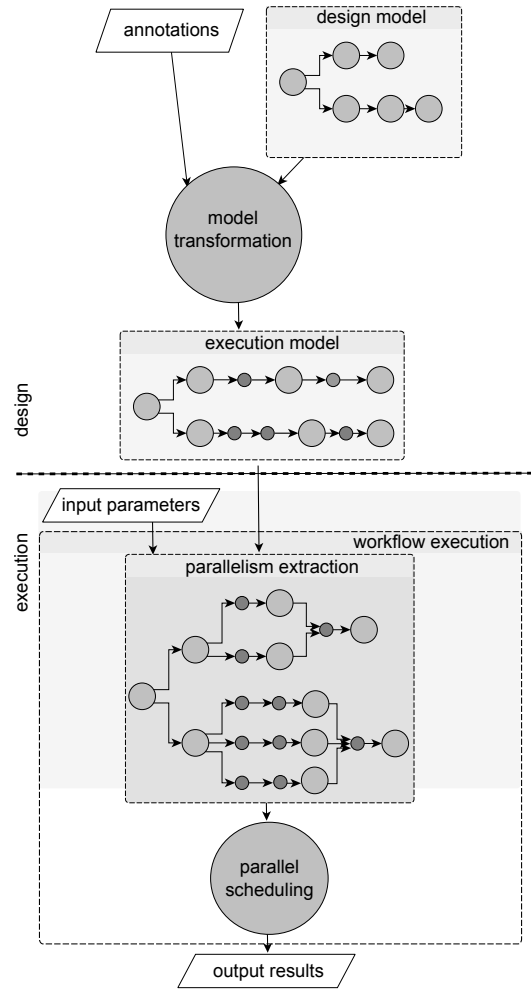 annotations
design model
model
transformation
execution model
design
input parameters
execution
workflow execution
parallelism extraction
parallel
scheduling
output results